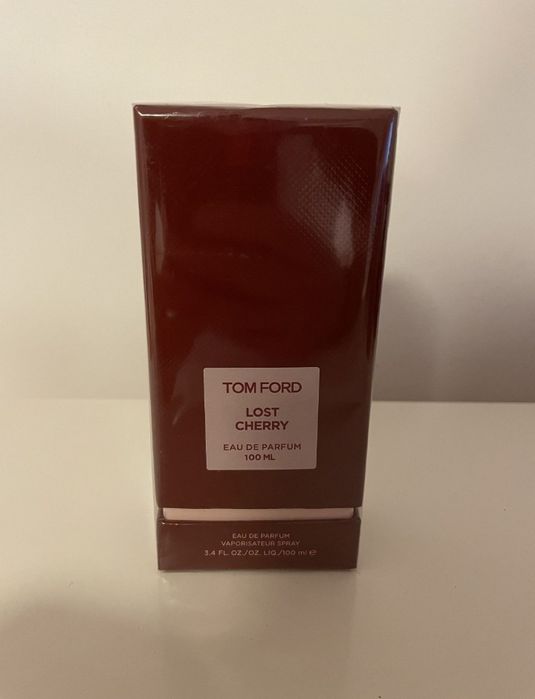 TOM FORD
LOST
CHERRY
EAU DE PARFUM
100 ML
EAU DE PARFUM
VAPORISATEUR SPRAY
3.4 FL. OZ./OZ. LIQ./100 ml ℮